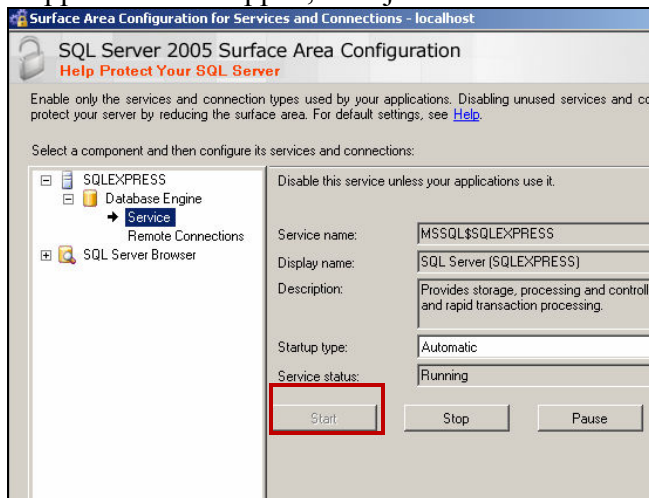 Surface Area Configuration for Services and Connections - localhost
SQL Server 2005 Surface Area Configuration
Help Protect Your SQL Server
Enable only the services and connection types used by your applications. Disabling unused services and
protect your server by reducing the surface area. For default settings, see Help.
Select a component and then configure its services and connections:
SQLEXPRESS
Database Engine
Service
Remote Connections
SQL Server Browser
Disable this service unless your applications use it.
Service name: MSSQL$SQLEXPRESS
Display name: SQL Server (SQLEXPRESS)
Description: Provides storage, processing and controll
and rapid transaction processing.
Startup type: Automatic
Service status: Running
Start Stop Pause